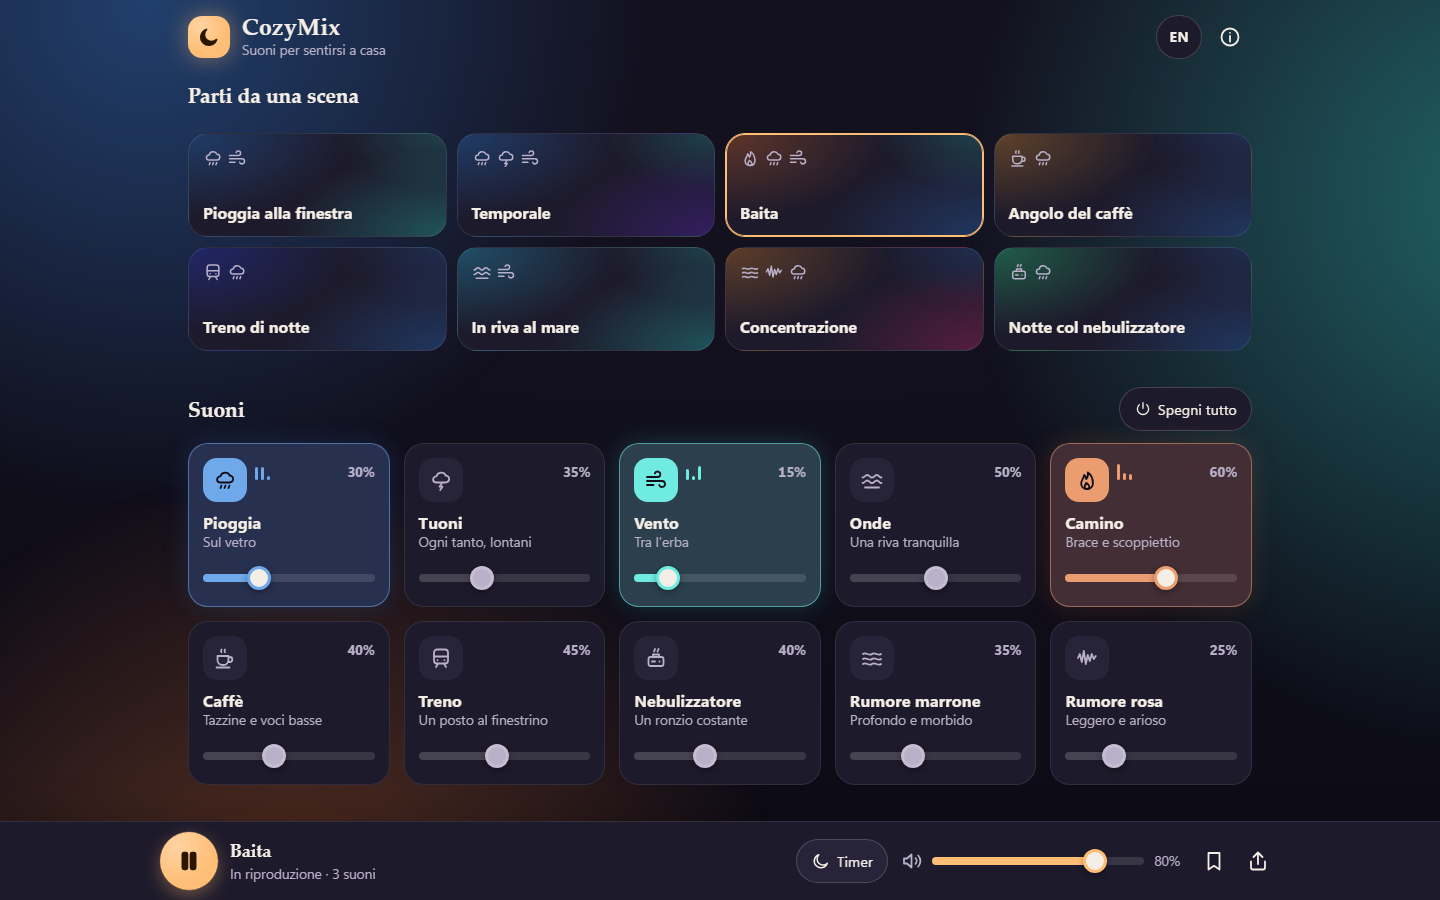 CozyMix
Suoni per sentirsi a casa
EN
Parti da una scena
Pioggia alla finestra
Temporale
Baita
Angolo del caffè
Treno di notte
In riva al mare
Concentrazione
Notte col nebulizzatore
Suoni
Spegni tutto
30%
Pioggia
Sul vetro
35%
Tuoni
Ogni tanto, lontani
15%
Vento
Tra l'erba
50%
Onde
Una riva tranquilla
60%
Camino
Brace e scoppiettio
40%
Caffè
Tazzine e voci basse
45%
Treno
Un posto al finestrino
40%
Nebulizzatore
Un ronzio costante
35%
Rumore marrone
Profondo e morbido
25%
Rumore rosa
Leggero e arioso
Baita
In riproduzione · 3 suoni
Timer
80%